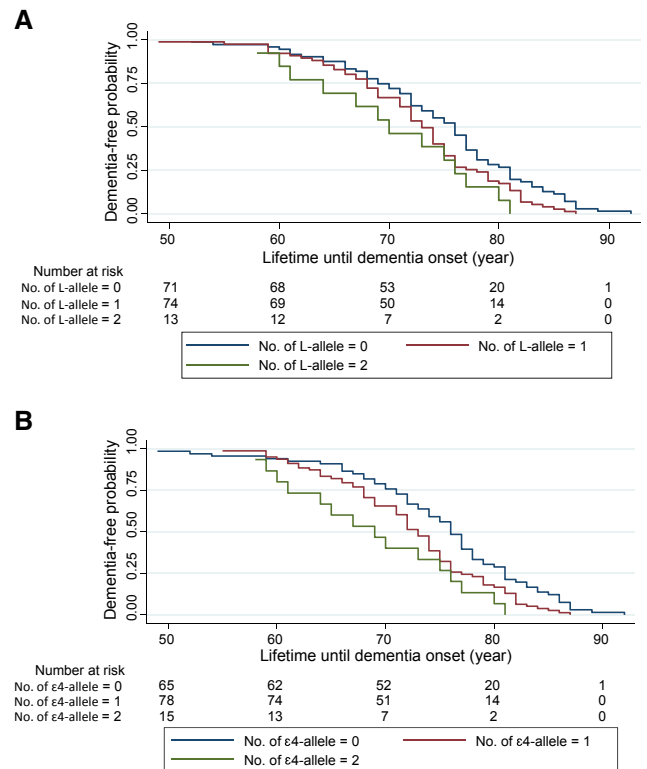 A
Dementia-free probability
1.00
0.75
0.50
0.25
0.00
50 60 70 80 90
Lifetime until dementia onset (year)
Number at risk
No. of L-allele = 0 71 68 53 20 1
No. of L-allele = 1 74 69 50 14 0
No. of L-allele = 2 13 12 7 2 0
No. of L-allele = 0 No. of L-allele = 1
No. of L-allele = 2
B
Dementia-free probability
1.00
0.75
0.50
0.25
0.00
50 60 70 80 90
Lifetime until dementia onset (year)
Number at risk
No. of ε4-allele = 0 65 62 52 20 1
No. of ε4-allele = 1 78 74 51 14 0
No. of ε4-allele = 2 15 13 7 2 0
No. of ε4-allele = 0 No. of ε4-allele = 1
No. of ε4-allele = 2